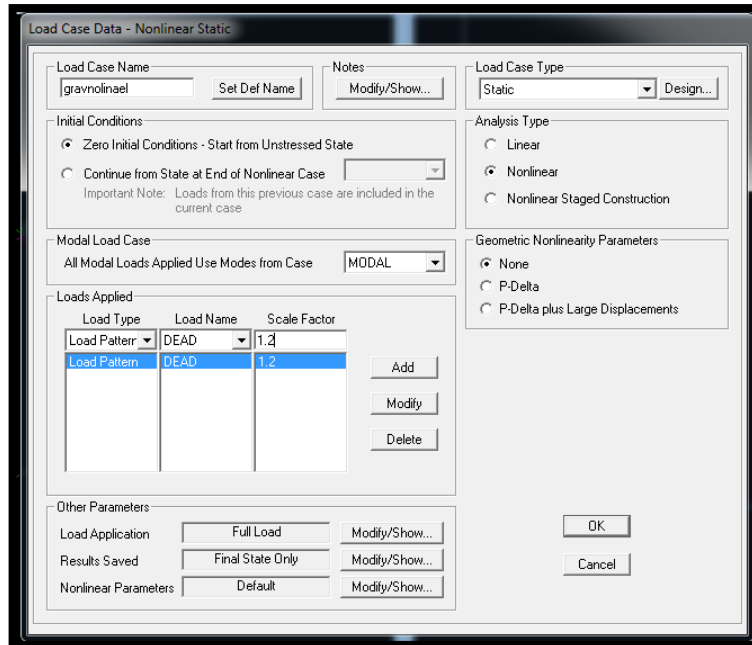 Load Case Data - Nonlinear Static
Load Case Name
gravnolinael
Set Def Name
Notes
Modify/Show...
Load Case Type
Static
Design...
Initial Conditions
Zero Initial Conditions - Start from Unstressed State
Continue from State at End of Nonlinear Case
Important Note: Loads from this previous case are included in the
current case
Analysis Type
Linear
Nonlinear
Nonlinear Staged Construction
Modal Load Case
All Modal Loads Applied Use Modes from Case
MODAL
Geometric Nonlinearity Parameters
None
P-Delta
P-Delta plus Large Displacements
Loads Applied
Load Type Load Name Scale Factor
Load Patterr DEAD 1.2
Load Pattern DEAD 1.2
Add
Modify
Delete
Other Parameters
Load Application Full Load Modify/Show...
Results Saved Final State Only Modify/Show...
Nonlinear Parameters Default Modify/Show...
OK
Cancel